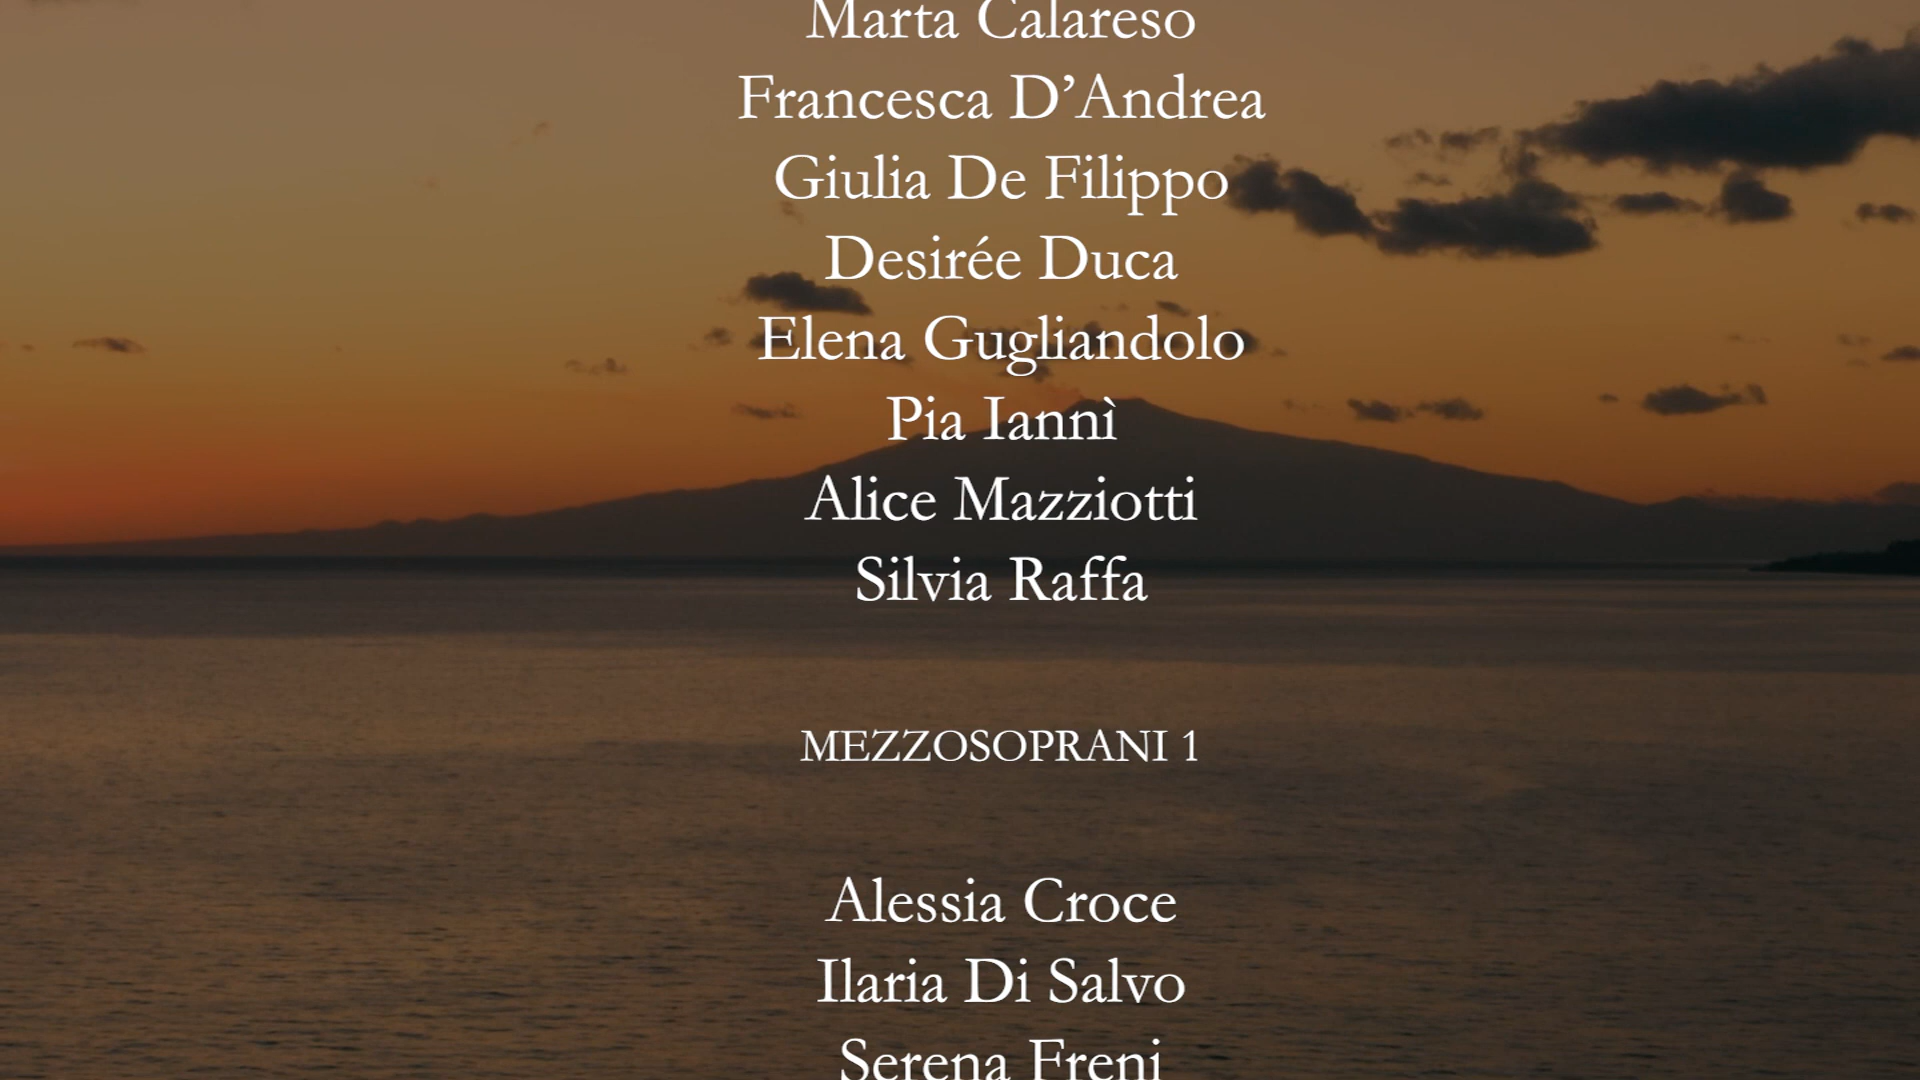 Marta Calareso
Francesca D’Andrea
Giulia De Filippo
Desirée Duca
Elena Gugliandolo
Pia Iannì
Alice Mazziotti
Silvia Raffa
MEZZOSOPRANI 1
Alessia Croce
Ilaria Di Salvo
Serena Freni